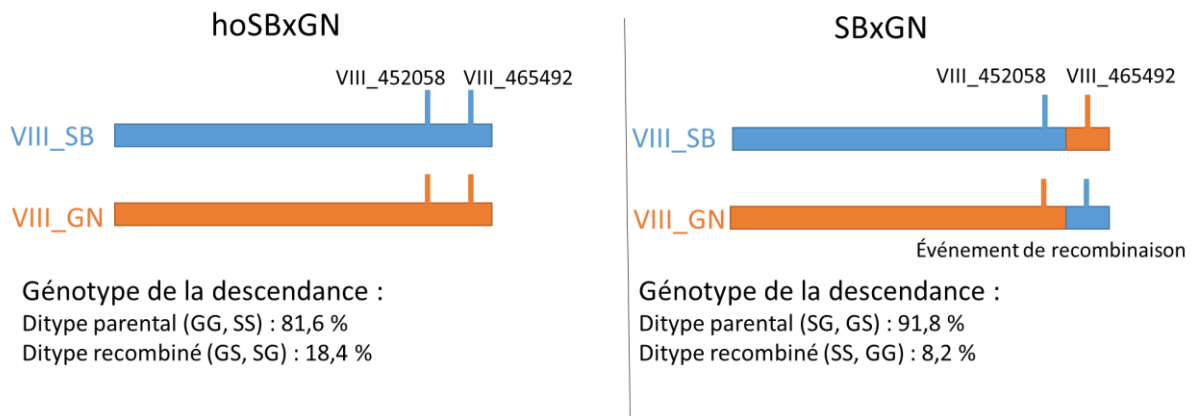 hoSBxGN
VIII_452058 VIII_465492
VIII_SB
VIII_GN
Génotype de la descendance :
Ditype parental (GG, SS) : 81,6 %
Ditype recombiné (GS, SG) : 18,4 %
SBxGN
VIII_452058 VIII_465492
VIII_SB
VIII_GN
Événement de recombinaison
Génotype de la descendance :
Ditype parental (SG, GS) : 91,8 %
Ditype recombiné (SS, GG) : 8,2 %